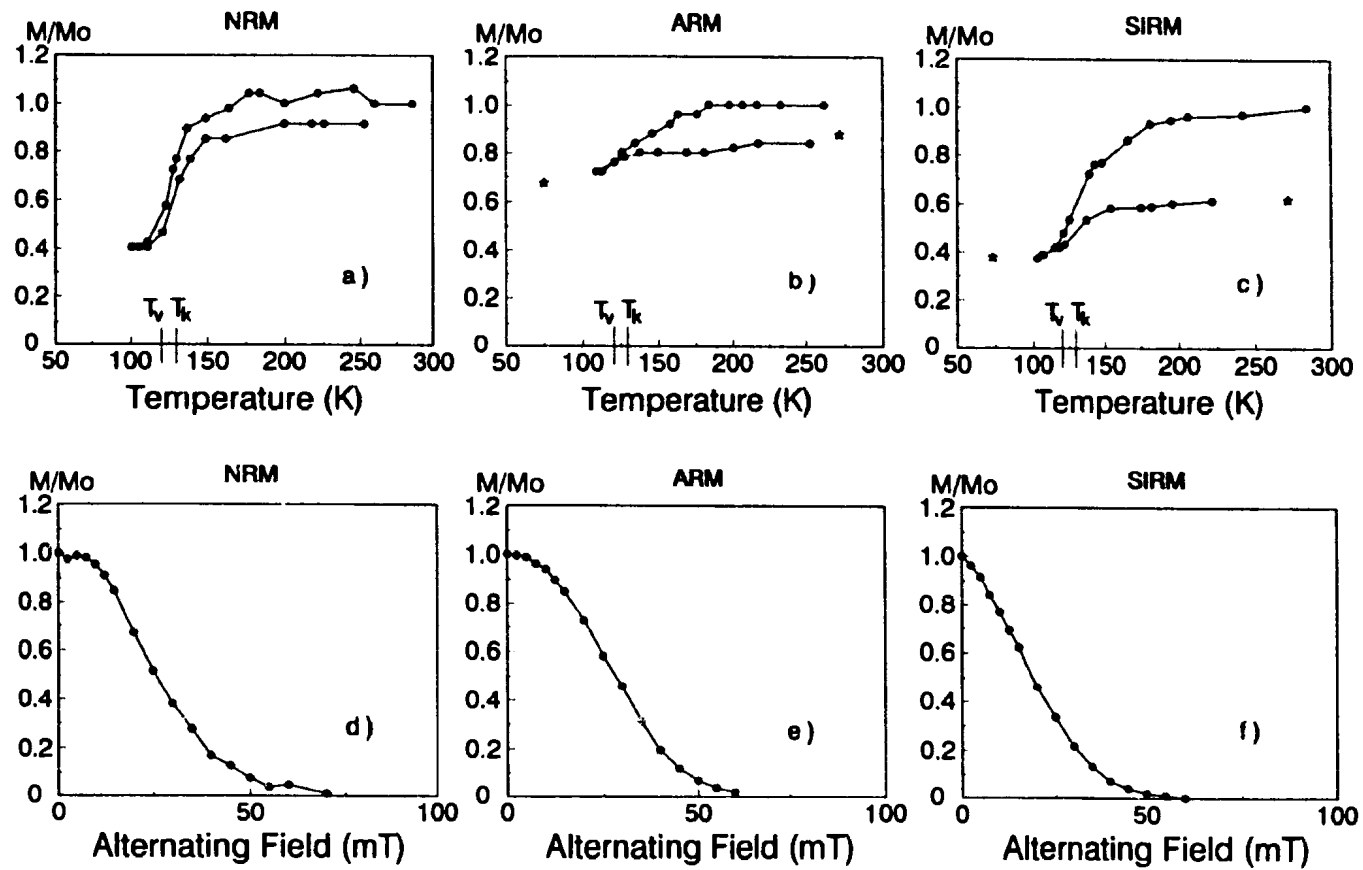 NRM
M/Mo
1.2
1.0
0.8
0.6
0.4
0.2
0
a)
Tv Tk
50 100 150 200 250 300
Temperature (K)
ARM
M/Mo
1.2
1.0
0.8
0.6
0.4
0.2
0
b)
Tv Tk
50 100 150 200 250 300
Temperature (K)
SIRM
M/Mo
1.2
1.0
0.8
0.6
0.4
0.2
0
c)
Tv Tk
50 100 150 200 250 300
Temperature (K)
NRM
M/Mo
1.2
1.0
0.8
0.6
0.4
0.2
0
d)
0 50 100
Alternating Field (mT)
ARM
M/Mo
1.2
1.0
0.8
0.6
0.4
0.2
0
e)
0 50 100
Alternating Field (mT)
SIRM
M/Mo
1.2
1.0
0.8
0.6
0.4
0.2
0
f)
0 50 100
Alternating Field (mT)